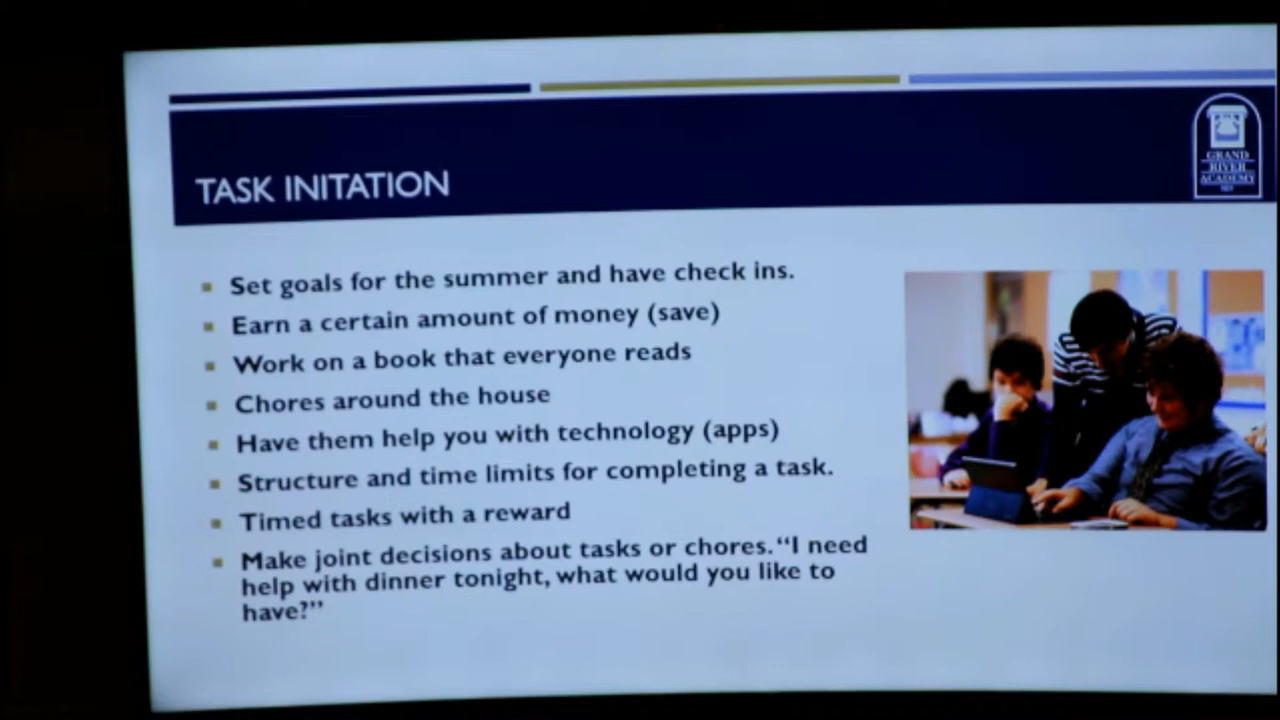 TASK INITATION
GRAND
RIVER
ACADEMY
Set goals for the summer and have check ins.
Earn a certain amount of money (save)
Work on a book that everyone reads
Chores around the house
Have them help you with technology (apps)
Structure and time limits for completing a task.
Timed tasks with a reward
Make joint decisions about tasks or chores. “I need
help with dinner tonight, what would you like to
have?”